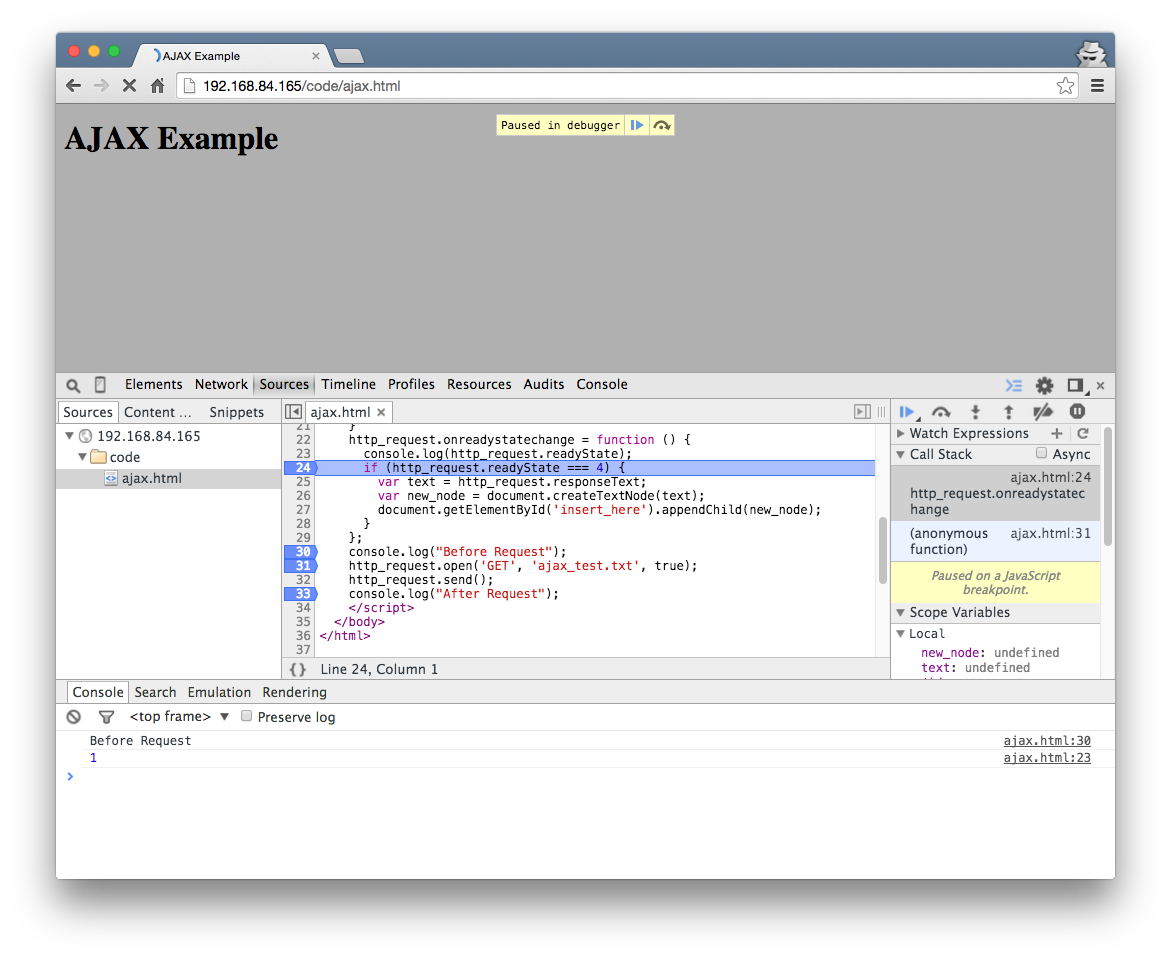 AJAX Example
192.168.84.165/code/ajax.html
AJAX Example
Paused in debugger
Elements Network Sources Timeline Profiles Resources Audits Console
Sources Content ... Snippets
ajax.html
192.168.84.165
code
ajax.html
21 }
22 http_request.onreadystatechange = function () {
23 console.log(http_request.readyState);
24 if (http_request.readyState === 4) {
25 var text = http_request.responseText;
26 var new_node = document.createTextNode(text);
27 document.getElementById('insert_here').appendChild(new_node);
28 }
29 };
30 console.log("Before Request");
31 http_request.open('GET', 'ajax_test.txt', true);
32 http_request.send();
33 console.log("After Request");
34 </script>
35 </body>
36 </html>
37
{} Line 24, Column 1
Watch Expressions
Call Stack Async
ajax.html:24
http_request.onreadystatec
hange
(anonymous ajax.html:31
function)
Paused on a JavaScript
breakpoint.
Scope Variables
Local
new_node: undefined
text: undefined
Console Search Emulation Rendering
<top frame> Preserve log
Before Request ajax.html:30
1 ajax.html:23